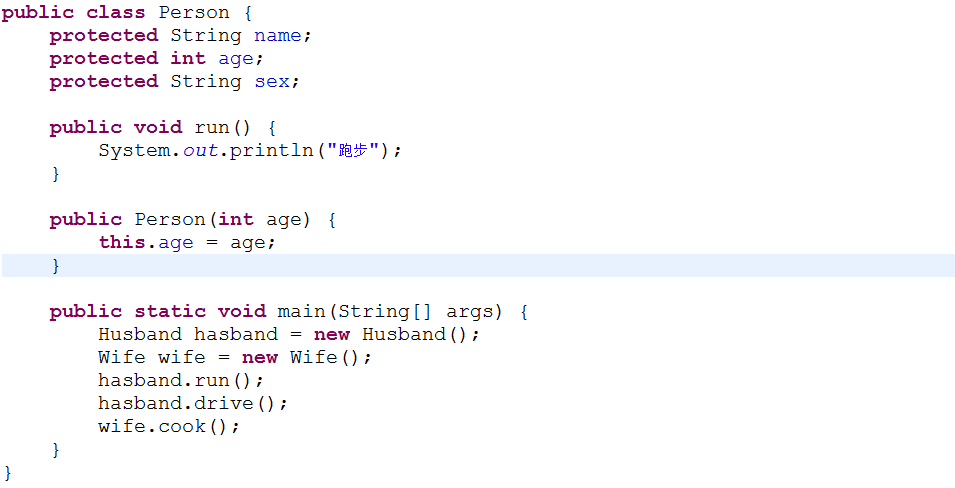 public class Person {
    protected String name;
    protected int age;
    protected String sex;

    public void run() {
        System.out.println("跑步");
    }

    public Person(int age) {
        this.age = age;
    }

    public static void main(String[] args) {
        Husband hasband = new Husband();
        Wife wife = new Wife();
        hasband.run();
        hasband.drive();
        wife.cook();
    }
}